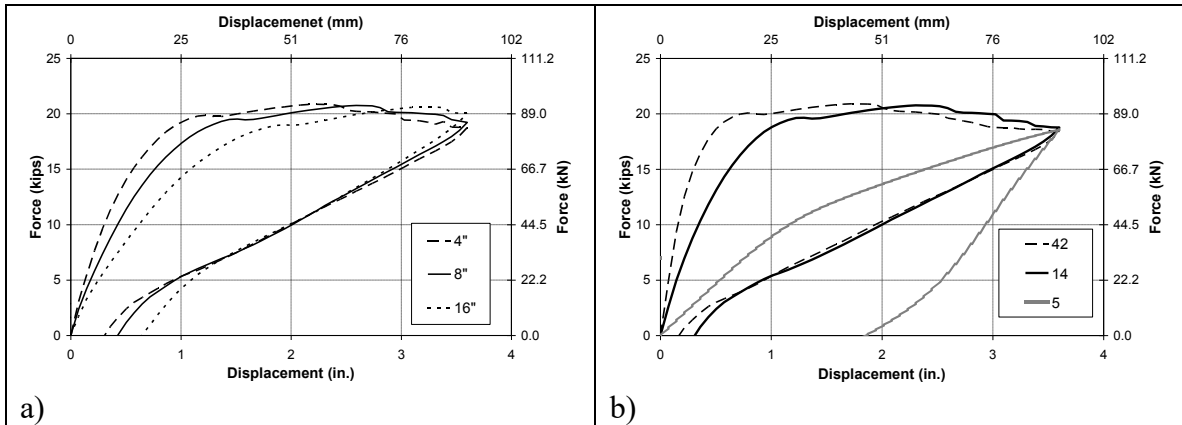 Displacemenet (mm)
0 25 51 76 102
25 111.2
20 89.0
15 66.7
10 44.5
5 22.2
0 0.0
Force (kips)
Force (kN)
4"
8"
16"
0 1 2 3 4
Displacement (in.)
a)
Displacement (mm)
0 25 51 76 102
25 111.2
20 89.0
15 66.7
10 44.5
5 22.2
0 0.0
Force (kips)
Force (kN)
42
14
5
0 1 2 3 4
Displacement (in.)
b)